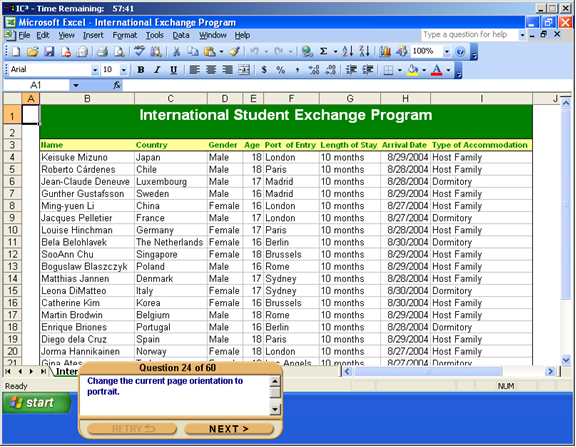 IC³ - Time Remaining: 57:41
Microsoft Excel - International Exchange Program
File Edit View Insert Format Tools Data Window Help Type a question for help
100%
Arial 10 B I U $ % ,
A1 fx
A B C D E F G H I J
1 International Student Exchange Program
2
3 Name Country Gender Age Port of Entry Length of Stay Arrival Date Type of Accommodation
4 Keisuke Mizuno Japan Male 18 London 10 months 8/29/2004 Host Family
5 Roberto Cárdenes Chile Male 18 Paris 10 months 8/28/2004 Host Family
6 Jean-Claude Deneuve Luxembourg Male 17 Madrid 10 months 8/28/2004 Dormitory
7 Gunther Gustafsson Sweden Male 16 Madrid 10 months 8/29/2004 Host Family
8 Ming-yuen Li China Female 16 London 10 months 8/27/2004 Host Family
9 Jacques Pelletier France Male 17 London 10 months 8/27/2004 Dormitory
10 Louise Hinchman Germany Female 17 Paris 10 months 8/28/2004 Host Family
11 Bela Belohlavek The Netherlands Female 16 Berlin 10 months 8/30/2004 Dormitory
12 SooAnn Chu Singapore Female 18 Brussels 10 months 8/29/2004 Host Family
13 Boguslaw Blaszczyk Poland Male 16 Rome 10 months 8/29/2004 Host Family
14 Matthias Jannen Denmark Male 17 Sydney 10 months 8/28/2004 Host Family
15 Leona DiMatteo Italy Female 17 Sydney 10 months 8/30/2004 Dormitory
16 Catherine Kim Korea Female 16 Brussels 10 months 8/30/2004 Host Family
17 Martin Brodwin Belgium Male 18 Rome 10 months 8/29/2004 Host Family
18 Enrique Briones Portugal Male 16 Berlin 10 months 8/28/2004 Dormitory
19 Diego dela Cruz Spain Male 18 Paris 10 months 8/28/2004 Host Family
20 Jorma Hannikainen Norway Female 18 London 10 months 8/27/2004 Host Family
21 Gina Ates Female Los Angeles 10 months 8/27/2004 Dormitory
Inter
Ready NUM
start
Question 24 of 60
Change the current page orientation to
portrait.
RETRY NEXT >